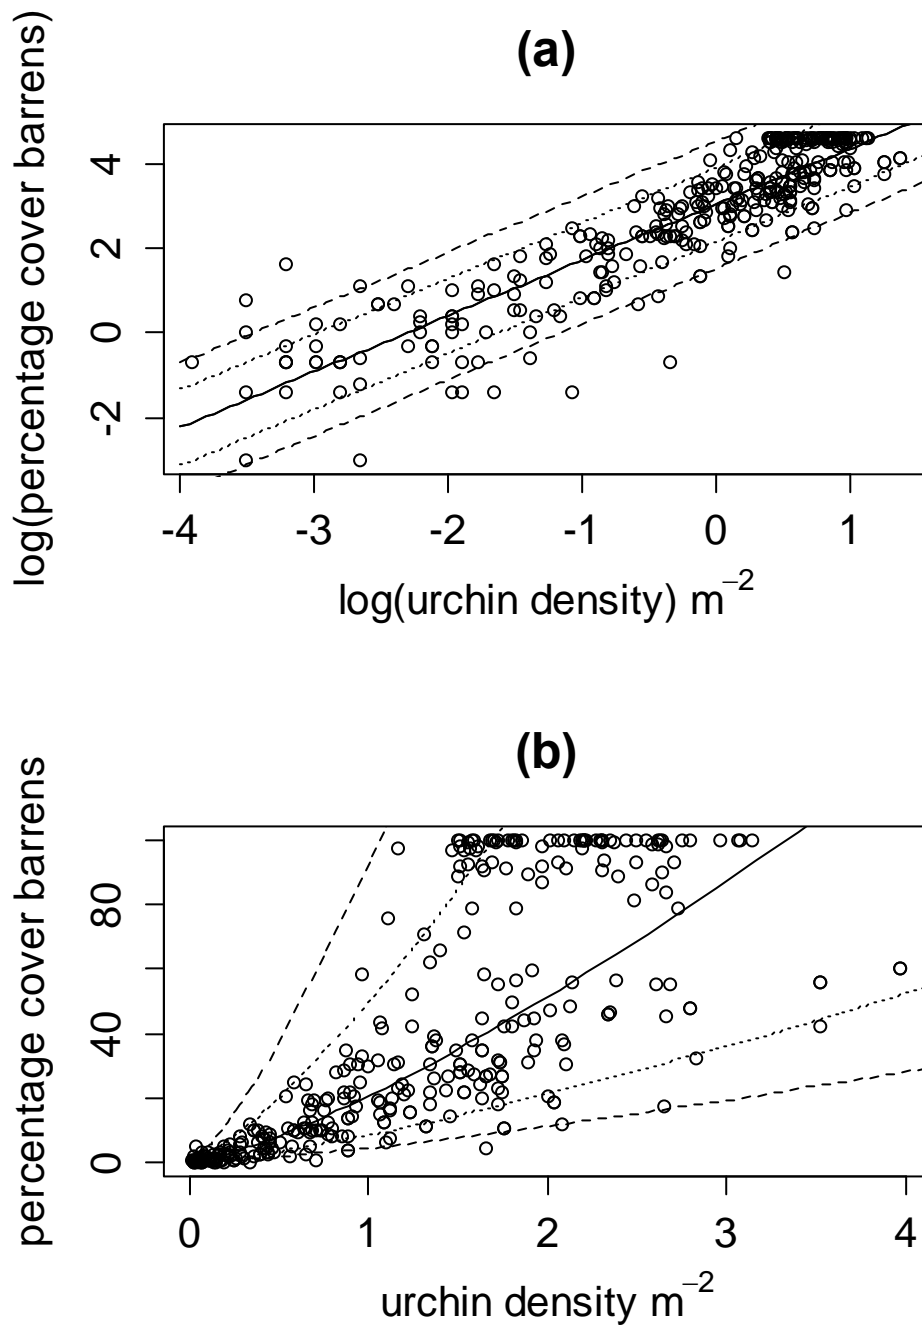 (a)
log(percentage cover barrens)
4
2
0
-2
-4 -3 -2 -1 0 1
log(urchin density) m⁻²
(b)
percentage cover barrens
80
40
0
0 1 2 3 4
urchin density m⁻²